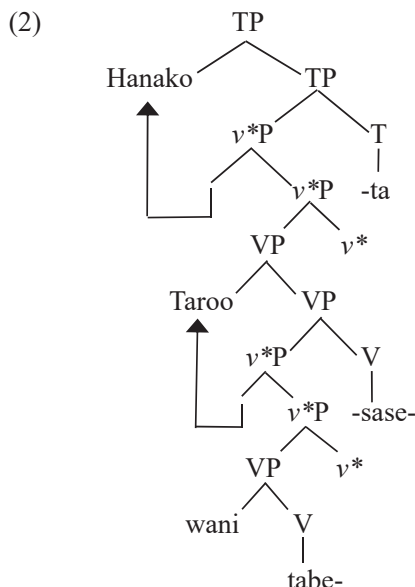 (2) TP
Hanako TP
v*P T
v*P -ta
VP v*
Taroo VP
v*P V
v*P -sase-
VP v*
wani V
tabe-